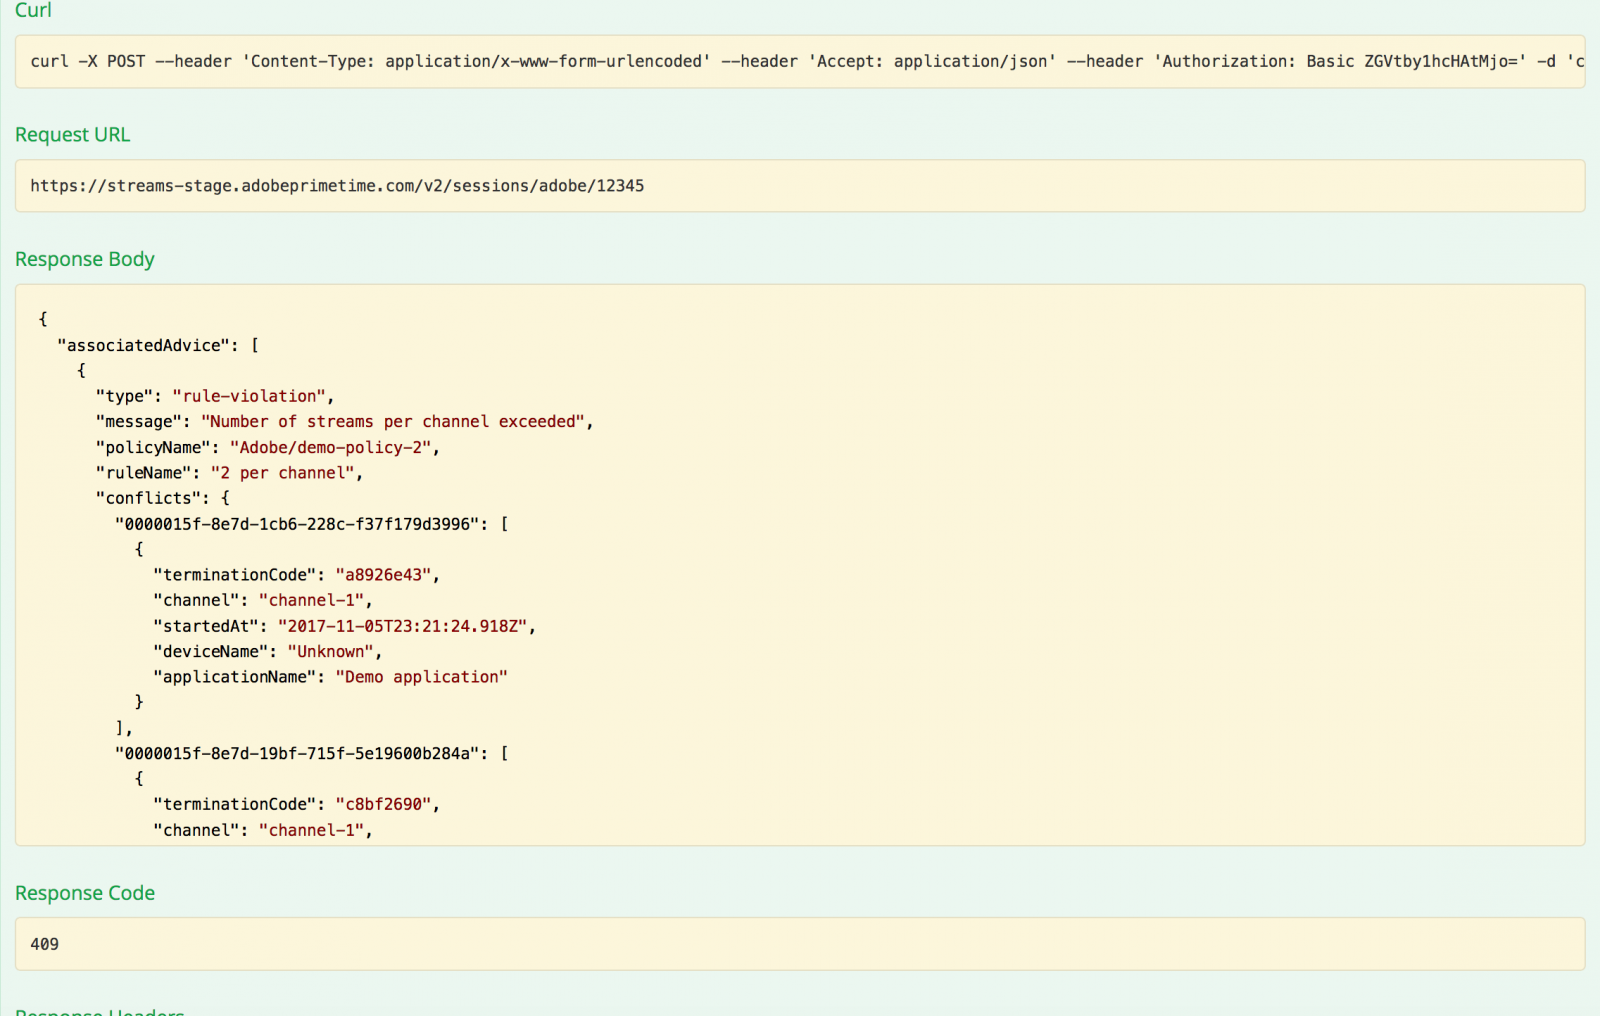 Curl
curl -X POST --header 'Content-Type: application/x-www-form-urlencoded' --header 'Accept: application/json' --header 'Authorization: Basic ZGVtby1hcHAtMjo=' -d 'c
Request URL
https://streams-stage.adobeprimetime.com/v2/sessions/adobe/12345
Response Body
{
"associatedAdvice": [
{
"type": "rule-violation",
"message": "Number of streams per channel exceeded",
"policyName": "Adobe/demo-policy-2",
"ruleName": "2 per channel",
"conflicts": {
"0000015f-8e7d-1cb6-228c-f37f179d3996": [
{
"terminationCode": "a8926e43",
"channel": "channel-1",
"startedAt": "2017-11-05T23:21:24.918Z",
"deviceName": "Unknown",
"applicationName": "Demo application"
}
],
"0000015f-8e7d-19bf-715f-5e19600b284a": [
{
"terminationCode": "c8bf2690",
"channel": "channel-1",
Response Code
409
Response Headers